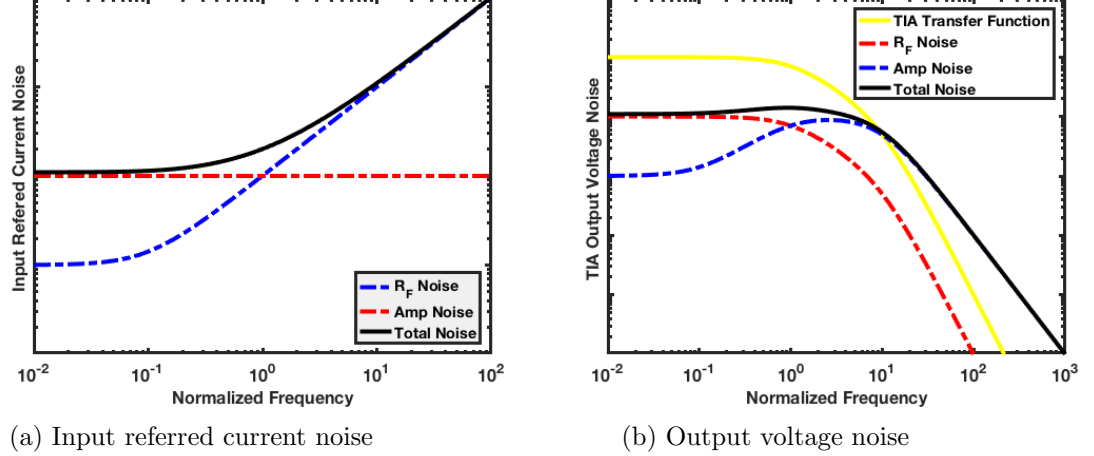 Input Referred Current Noise
R_F Noise
Amp Noise
Total Noise
10^-2 10^-1 10^0 10^1 10^2
Normalized Frequency
(a) Input referred current noise
TIA Output Voltage Noise
TIA Transfer Function
R_F Noise
Amp Noise
Total Noise
10^-2 10^-1 10^0 10^1 10^2 10^3
Normalized Frequency
(b) Output voltage noise